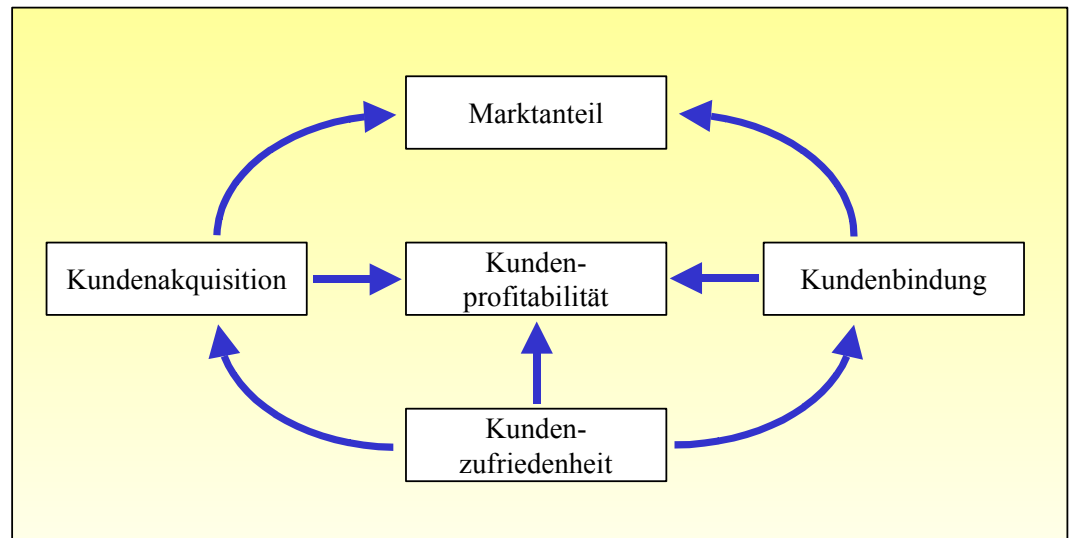 Marktanteil
Kundenakquisition
Kunden-
profitabilität
Kundenbindung
Kunden-
zufriedenheit